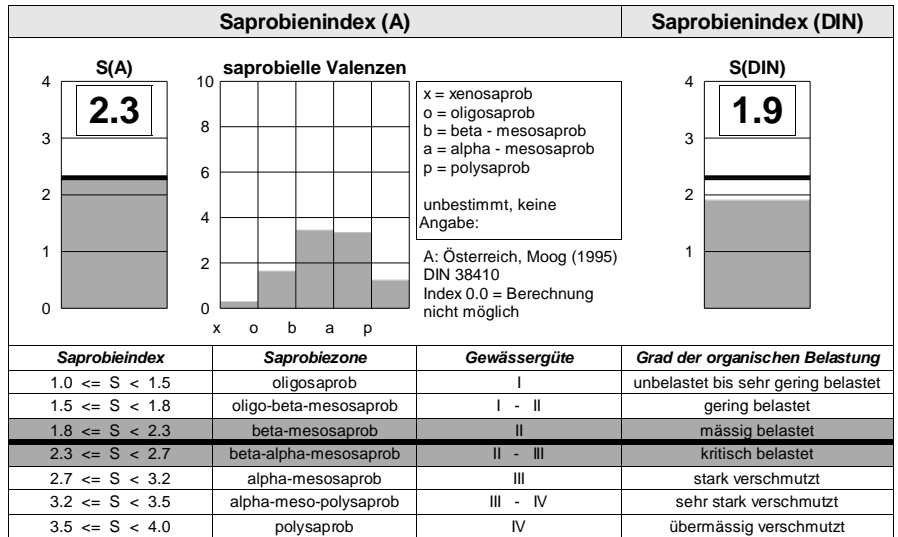 Saprobienindex (A) Saprobienindex (DIN)
S(A)
4
3
2
1
0
2.3
saprobielle Valenzen
10
8
6
4
2
0
x o b a p
x = xenosaprob
o = oligosaprob
b = beta - mesosaprob
a = alpha - mesosaprob
p = polysaprob
unbestimmt, keine
Angabe:
A: Österreich, Moog (1995)
DIN 38410
Index 0.0 = Berechnung
nicht möglich
S(DIN)
4
3
2
1
1.9
Saprobieindex Saprobiezone Gewässergüte Grad der organischen Belastung
1.0 <= S < 1.5 oligosaprob I unbelastet bis sehr gering belastet
1.5 <= S < 1.8 oligo-beta-mesosaprob I - II gering belastet
1.8 <= S < 2.3 beta-mesosaprob II mässig belastet
2.3 <= S < 2.7 beta-alpha-mesosaprob II - III kritisch belastet
2.7 <= S < 3.2 alpha-mesosaprob III stark verschmutzt
3.2 <= S < 3.5 alpha-meso-polysaprob III - IV sehr stark verschmutzt
3.5 <= S < 4.0 polysaprob IV übermässig verschmutzt